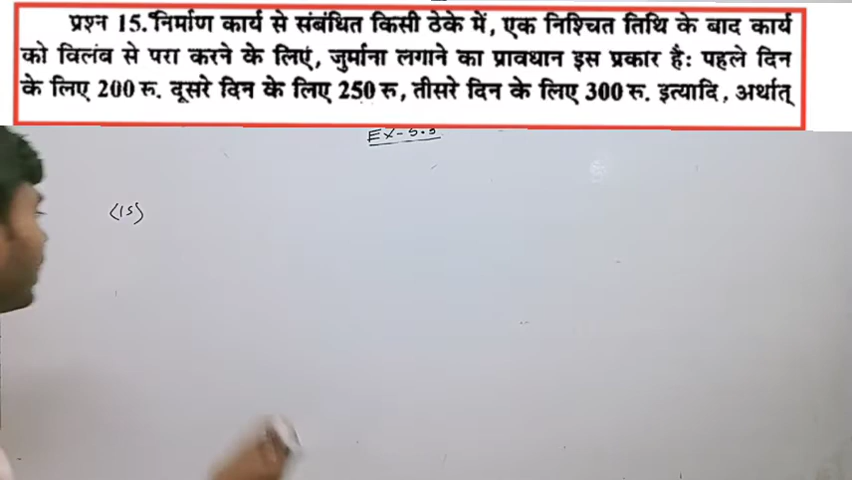 प्रश्न 15. निर्माण कार्य से संबंधित किसी ठेके में, एक निश्चित तिथि के बाद कार्य
को विलंव से परा करने के लिएं, जुर्माना लगाने का प्रावधान इस प्रकार है: पहले दिन
के लिए 200 रु. दूसरे दिन के लिए 250 रु, तीसरे दिन के लिए 300 रु. इत्यादि, अर्थात्
Ex-5.3
(15)